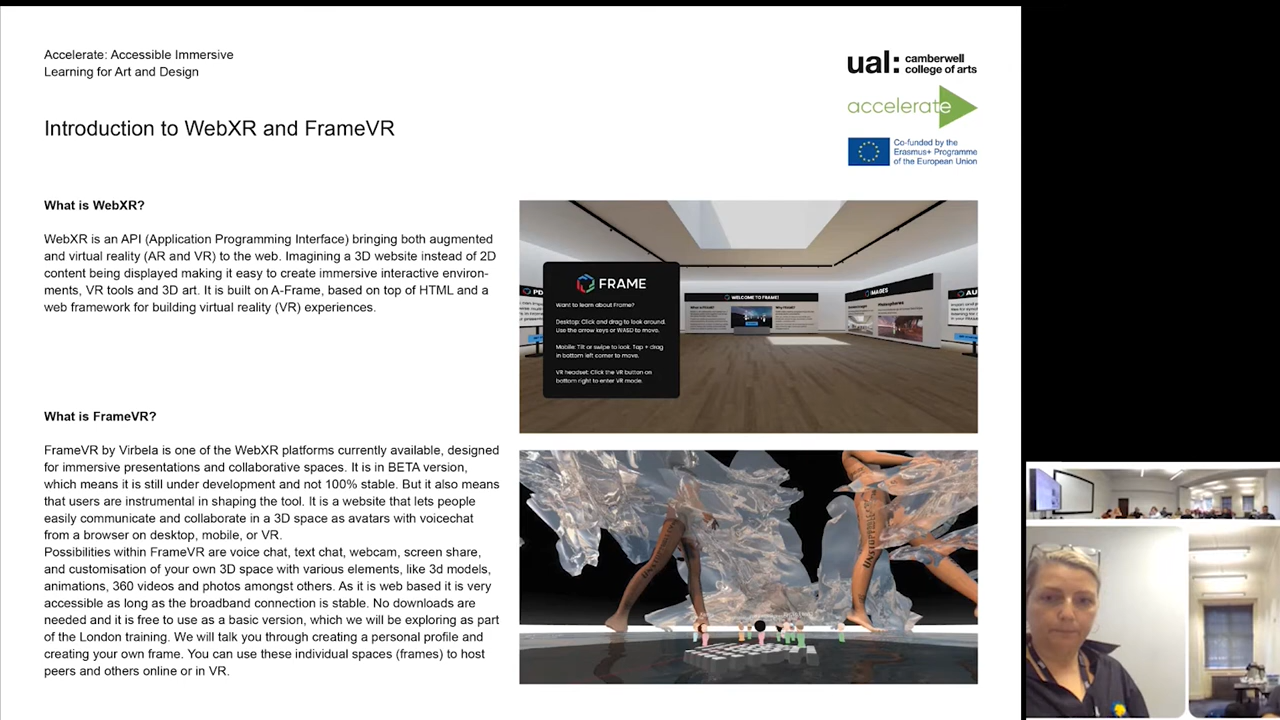 Accelerate: Accessible Immersive
Learning for Art and Design
ual: camberwell
college of arts
accelerate
Introduction to WebXR and FrameVR
Co-funded by the
Erasmus+ Programme
of the European Union
What is WebXR?
WebXR is an API (Application Programming Interface) bringing both augmented
and virtual reality (AR and VR) to the web. Imagining a 3D website instead of 2D
content being displayed making it easy to create immersive interactive environ-
ments, VR tools and 3D art. It is built on A-Frame, based on top of HTML and a
web framework for building virtual reality (VR) experiences.
FRAME
Want to learn about Frame?
Desktop: Click and drag to look around.
Use the arrow keys or WASD to move.
Mobile: Tilt or swipe to look. Tap + drag
in bottom left corner to move.
VR headset: Click the VR button on
bottom right to enter VR mode.
WELCOME TO FRAME!
IMAGES
What is FrameVR?
FrameVR by Virbela is one of the WebXR platforms currently available, designed
for immersive presentations and collaborative spaces. It is in BETA version,
which means it is still under development and not 100% stable. But it also means
that users are instrumental in shaping the tool. It is a website that lets people
easily communicate and collaborate in a 3D space as avatars with voicechat
from a browser on desktop, mobile, or VR.
Possibilities within FrameVR are voice chat, text chat, webcam, screen share,
and customisation of your own 3D space with various elements, like 3d models,
animations, 360 videos and photos amongst others. As it is web based it is very
accessible as long as the broadband connection is stable. No downloads are
needed and it is free to use as a basic version, which we will be exploring as part
of the London training. We will talk you through creating a personal profile and
creating your own frame. You can use these individual spaces (frames) to host
peers and others online or in VR.